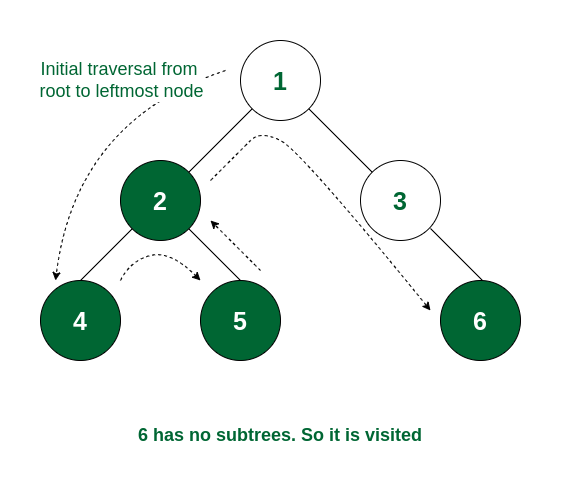 Initial traversal from
root to leftmost node
1
2
3
4
5
6
6 has no subtrees. So it is visited